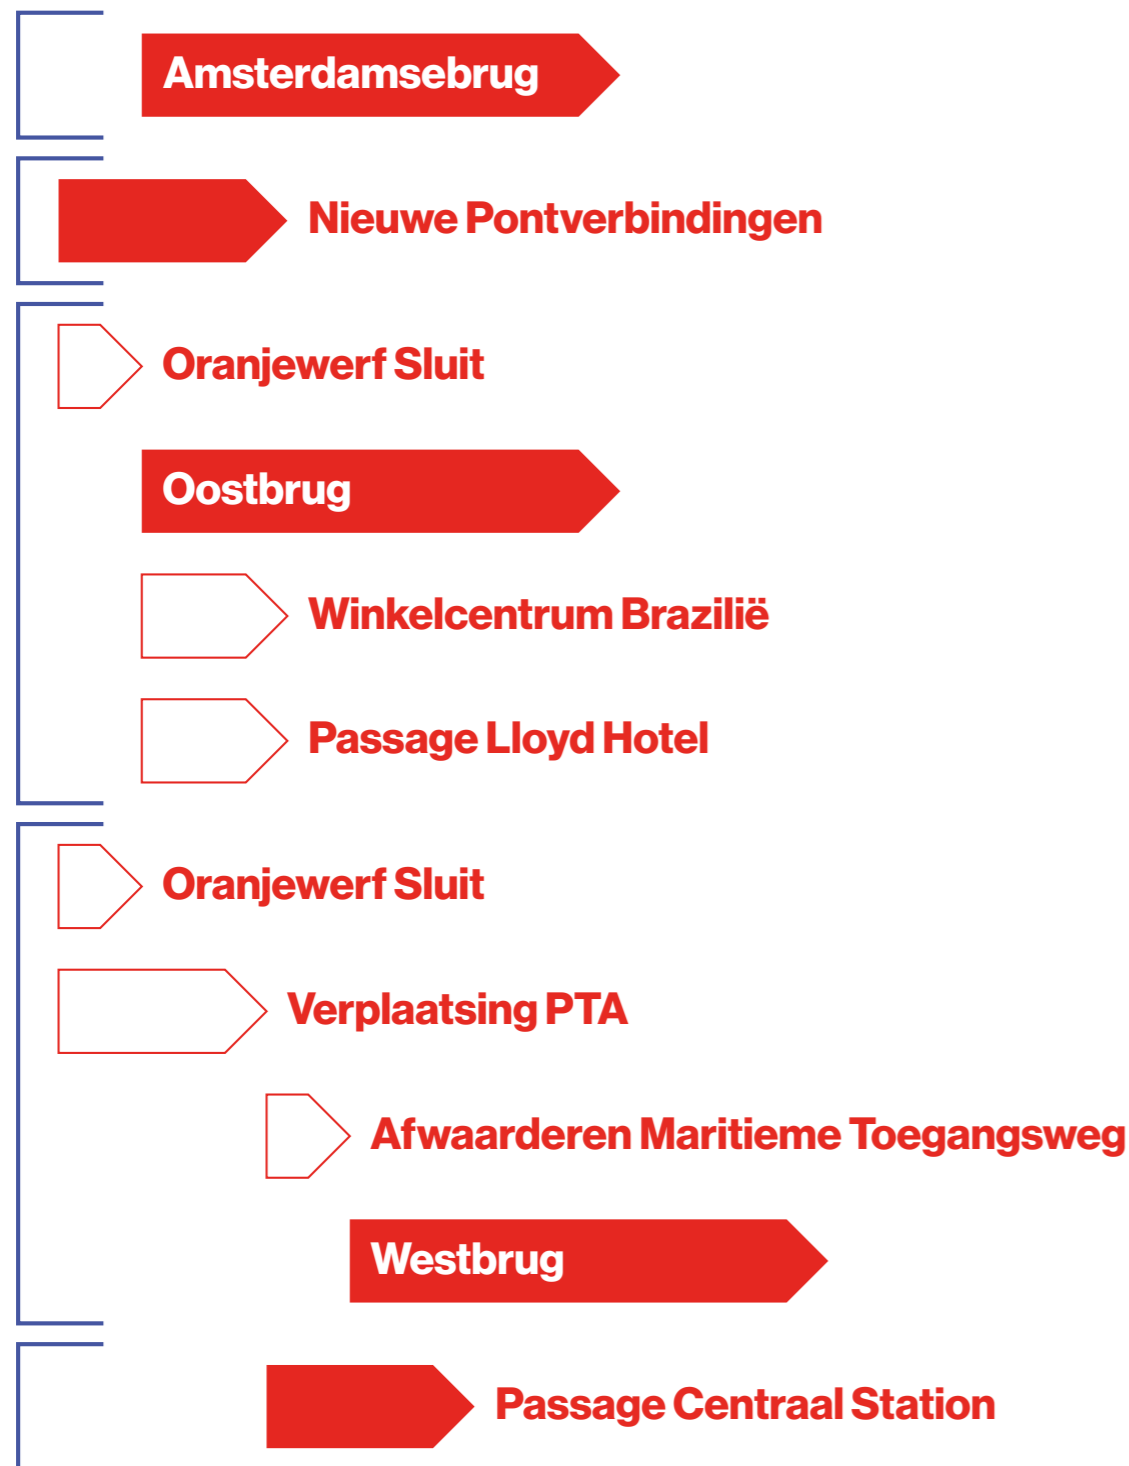 Amsterdamsebrug
Nieuwe Pontverbindingen
Oranjewerf Sluit
Oostbrug
Winkelcentrum Brazilië
Passage Lloyd Hotel
Oranjewerf Sluit
Verplaatsing PTA
Afwaarderen Maritieme Toegangsweg
Westbrug
Passage Centraal Station